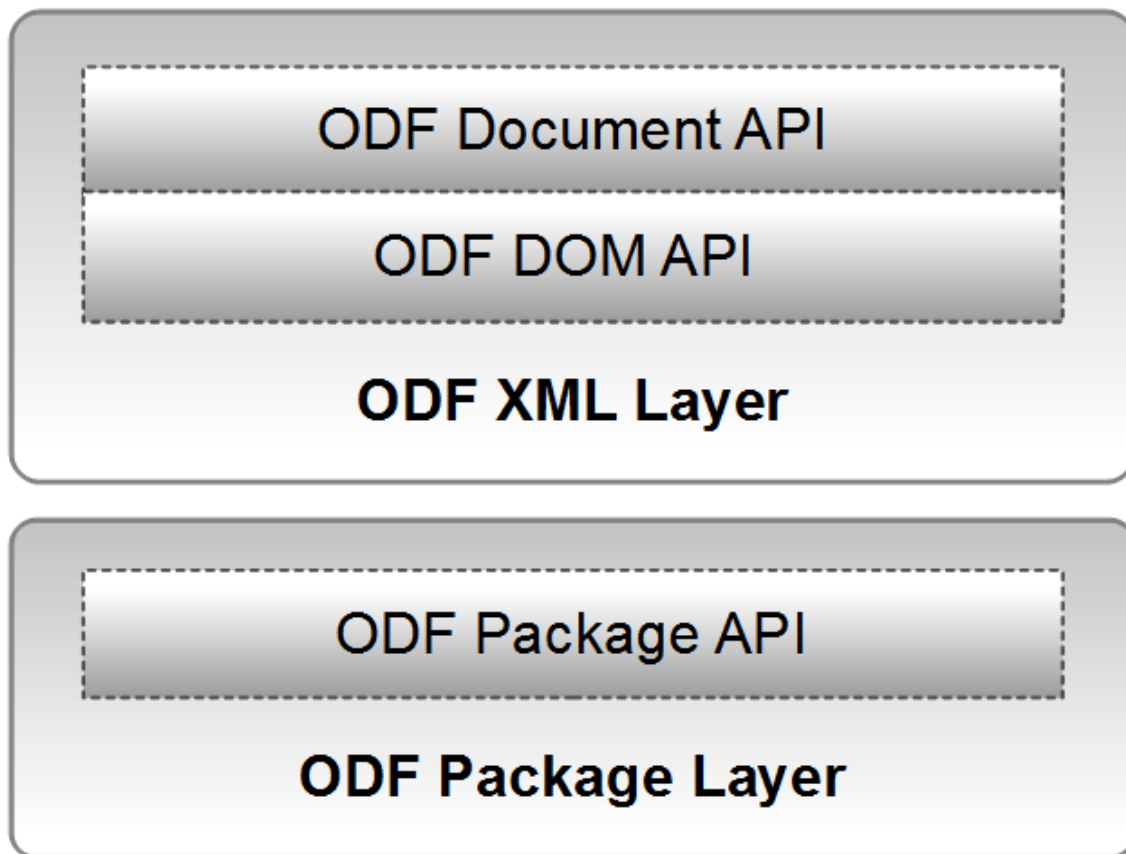 ODF Document API
ODF DOM API
ODF XML Layer
ODF Package API
ODF Package Layer